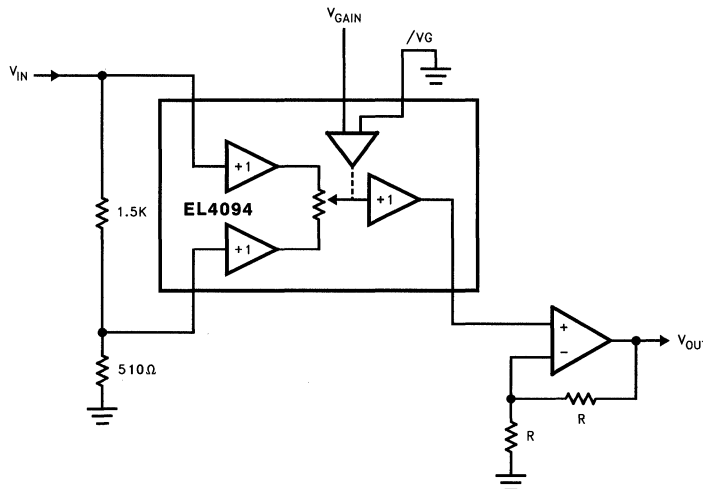 V_GAIN
/VG
V_IN
+1
1.5K
EL4094
+1
+1
510Ω
+
−
V_OUT
R
R